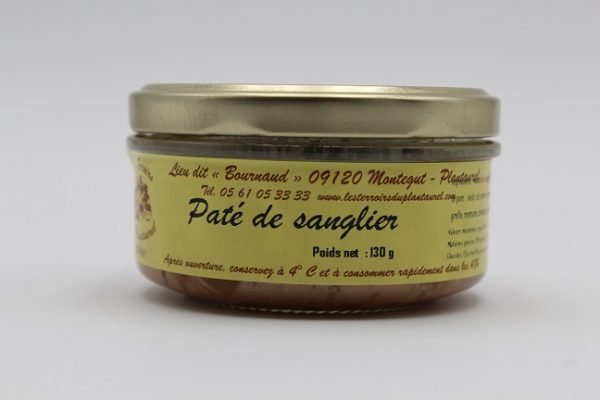 Lieu dit « Bournaud » 09120 Montegut - Plantaurel
Tél. 05 61 05 33 33 www.lesterroirsduplantaurel.com
Paté de sanglier
Poids net : 130 g
Après ouverture, conservez à 4° C et à consommer rapidement dans les 48h